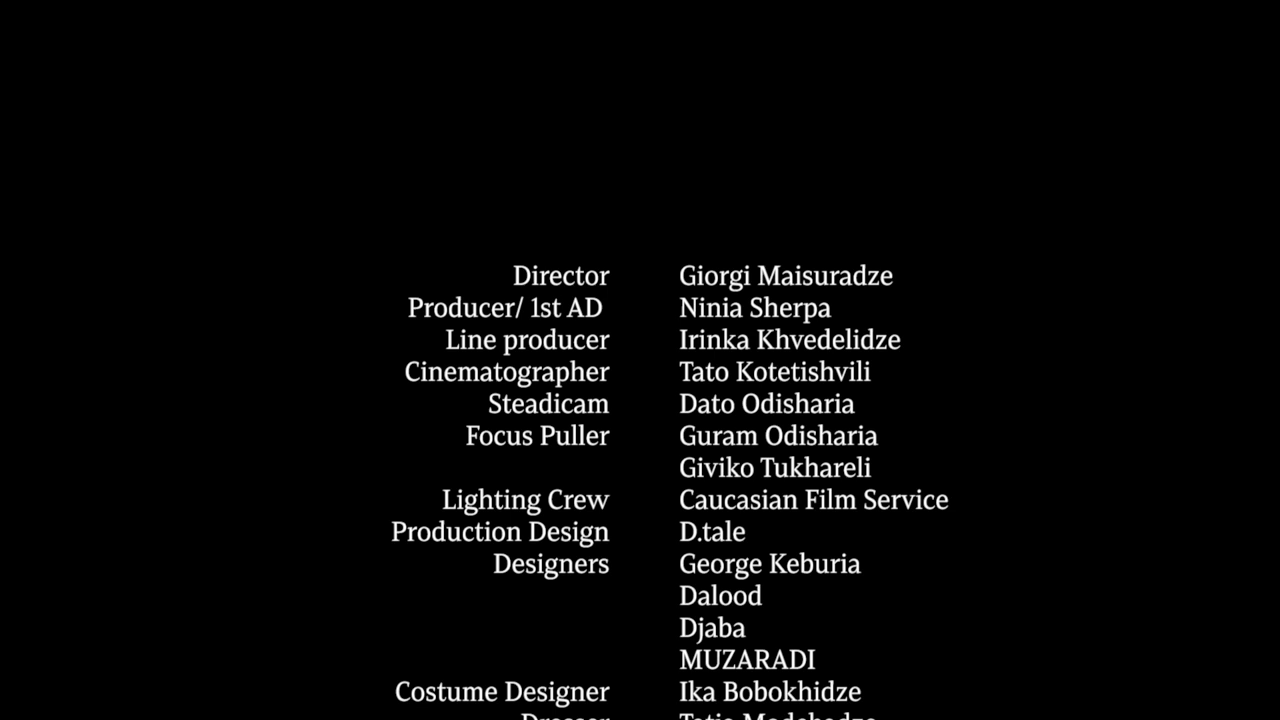 Director Giorgi Maisuradze
Producer/ 1st AD Ninia Sherpa
Line producer Irinka Khvedelidze
Cinematographer Tato Kotetishvili
Steadicam Dato Odisharia
Focus Puller Guram Odisharia
Giviko Tukhareli
Lighting Crew Caucasian Film Service
Production Design D.tale
Designers George Keburia
Dalood
Djaba
MUZARADI
Costume Designer Ika Bobokhidze
Dresser